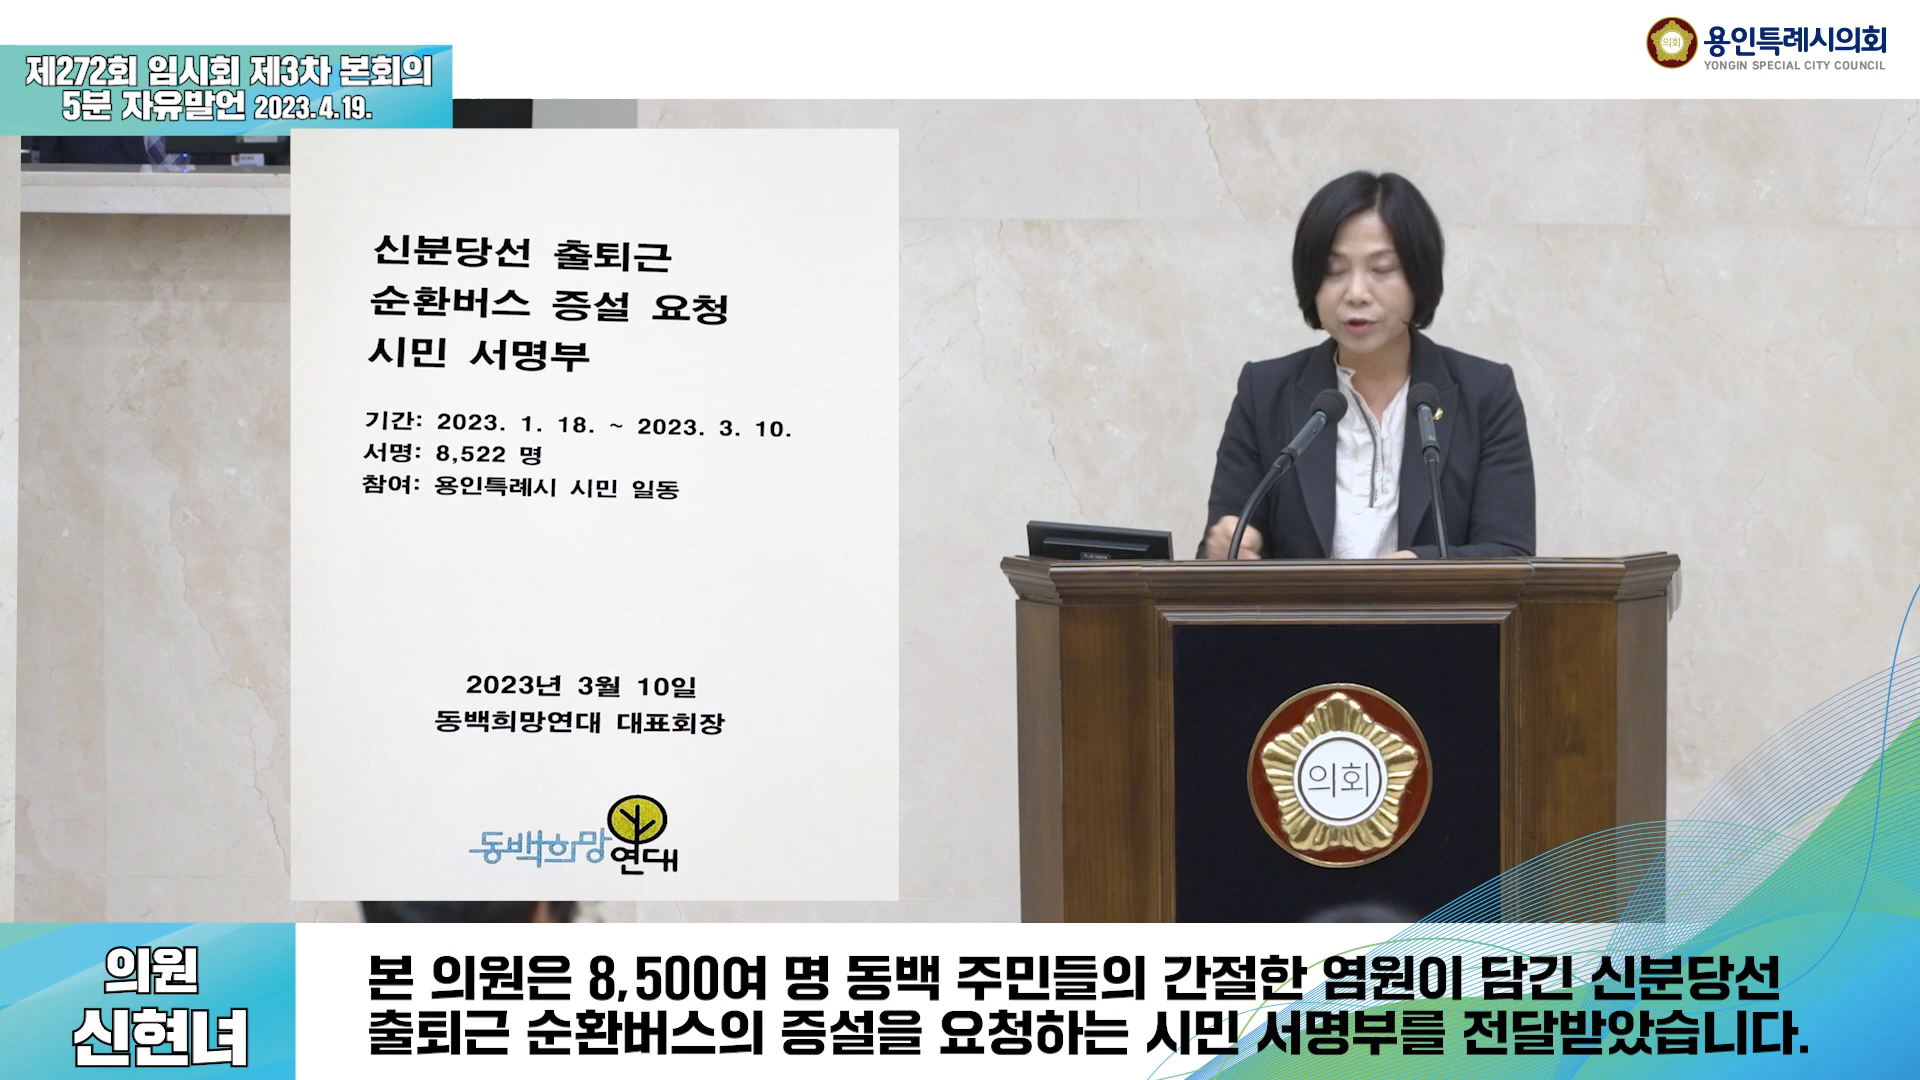 의회
용인특례시의회
YONGIN SPECIAL CITY COUNCIL
제272회 임시회 제3차 본회의
5분 자유발언 2023.4.19.
신분당선 출퇴근
순환버스 증설 요청
시민 서명부
기간: 2023. 1. 18. ~ 2023. 3. 10.
서명: 8,522 명
참여: 용인특례시 시민 일동
2023년 3월 10일
동백희망연대 대표회장
동백희망
연대
의회
의원
신현녀
본 의원은 8,500여 명 동백 주민들의 간절한 염원이 담긴 신분당선
출퇴근 순환버스의 증설을 요청하는 시민 서명부를 전달받았습니다.